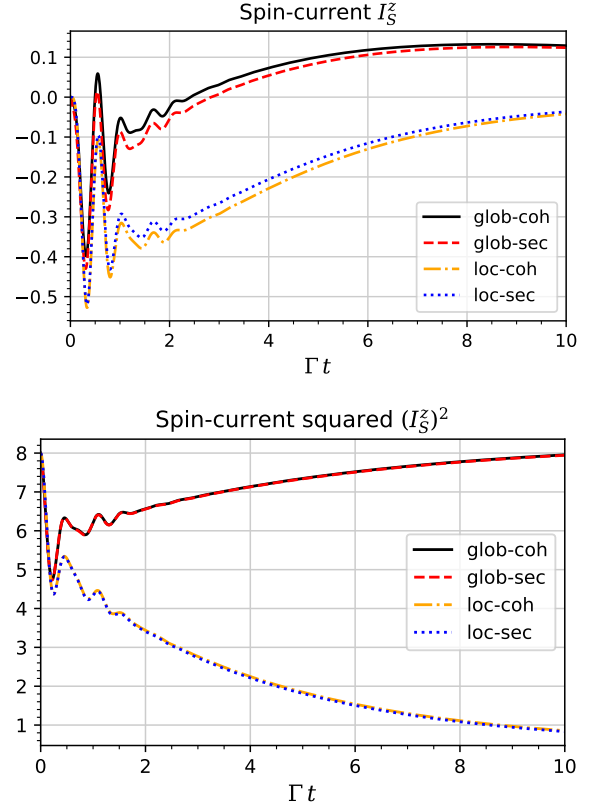 Spin-current $I_S^z$
0.1
0.0
−0.1
−0.2
−0.3
−0.4
−0.5
glob-coh
glob-sec
loc-coh
loc-sec
0 2 4 6 8 10
Γ t
Spin-current squared $(I_S^z)^2$
8
7
6
5
4
3
2
1
glob-coh
glob-sec
loc-coh
loc-sec
0 2 4 6 8 10
Γ t